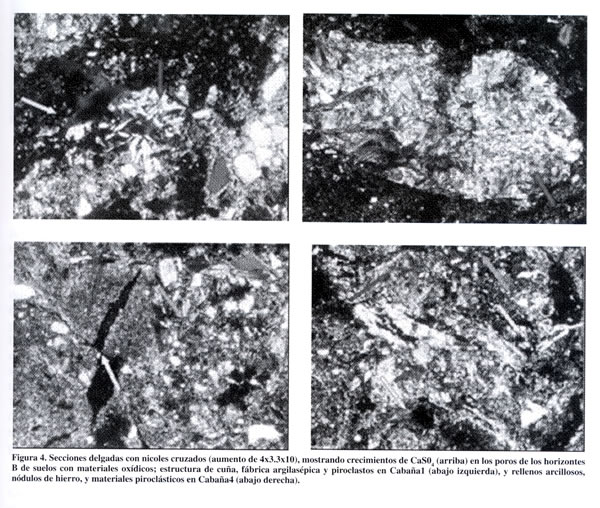 Figura 4. Secciones delgadas con nicoles cruzados (aumento de 4x3.3x10), mostrando crecimientos de CaS0₄ (arriba) en los poros de los horizontes
B de suelos con materiales oxídicos; estructura de cuña, fábrica argilasépica y piroclastos en Cabaña1 (abajo izquierda), y rellenos arcillosos,
nódulos de hierro, y materiales piroclásticos en Cabaña4 (abajo derecha).